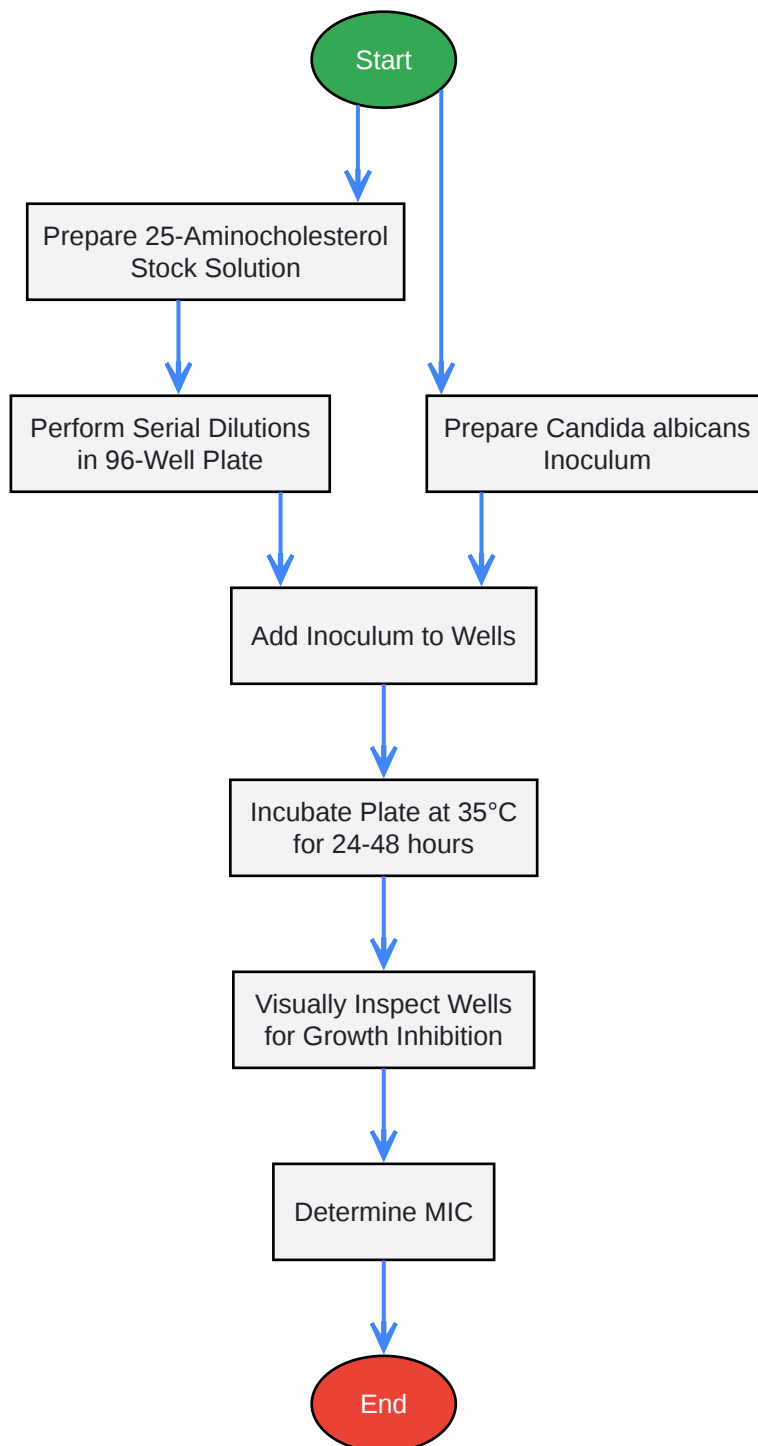 Start
Prepare 25-Aminocholesterol
Stock Solution
Perform Serial Dilutions
in 96-Well Plate
Prepare Candida albicans
Inoculum
Add Inoculum to Wells
Incubate Plate at 35°C
for 24-48 hours
Visually Inspect Wells
for Growth Inhibition
Determine MIC
End